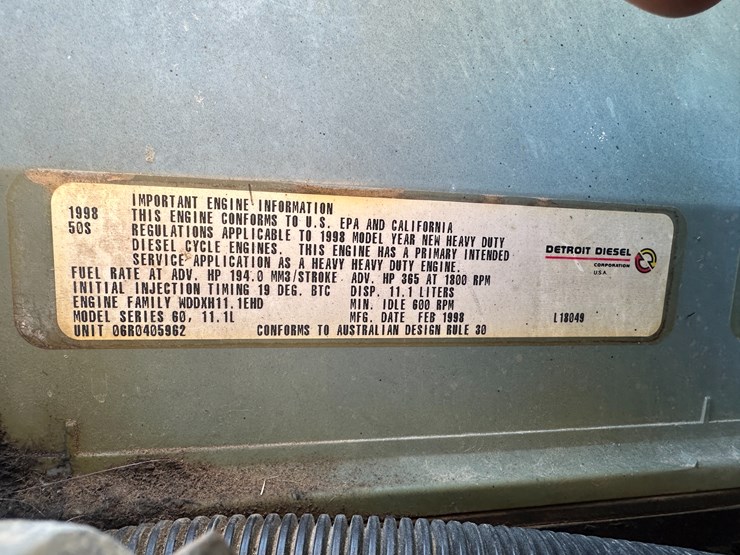 1998
50S
IMPORTANT ENGINE INFORMATION
THIS ENGINE CONFORMS TO U.S. EPA AND CALIFORNIA
REGULATIONS APPLICABLE TO 1998 MODEL YEAR NEW HEAVY DUTY
DIESEL CYCLE ENGINES. THIS ENGINE HAS A PRIMARY INTENDED
SERVICE APPLICATION AS A HEAVY HEAVY DUTY ENGINE.
FUEL RATE AT ADV. HP 194.0 MM3/STROKE ADV. HP 365 AT 1800 RPM
INITIAL INJECTION TIMING 19 DEG. BTC DISP. 11.1 LITERS
ENGINE FAMILY WDDXH11.1EHD MIN. IDLE 600 RPM
MODEL SERIES 60, 11.1L MFG. DATE FEB 1998 L18049
UNIT 06R0405962 CONFORMS TO AUSTRALIAN DESIGN RULE 30
DETROIT DIESEL
CORPORATION
U.S.A.